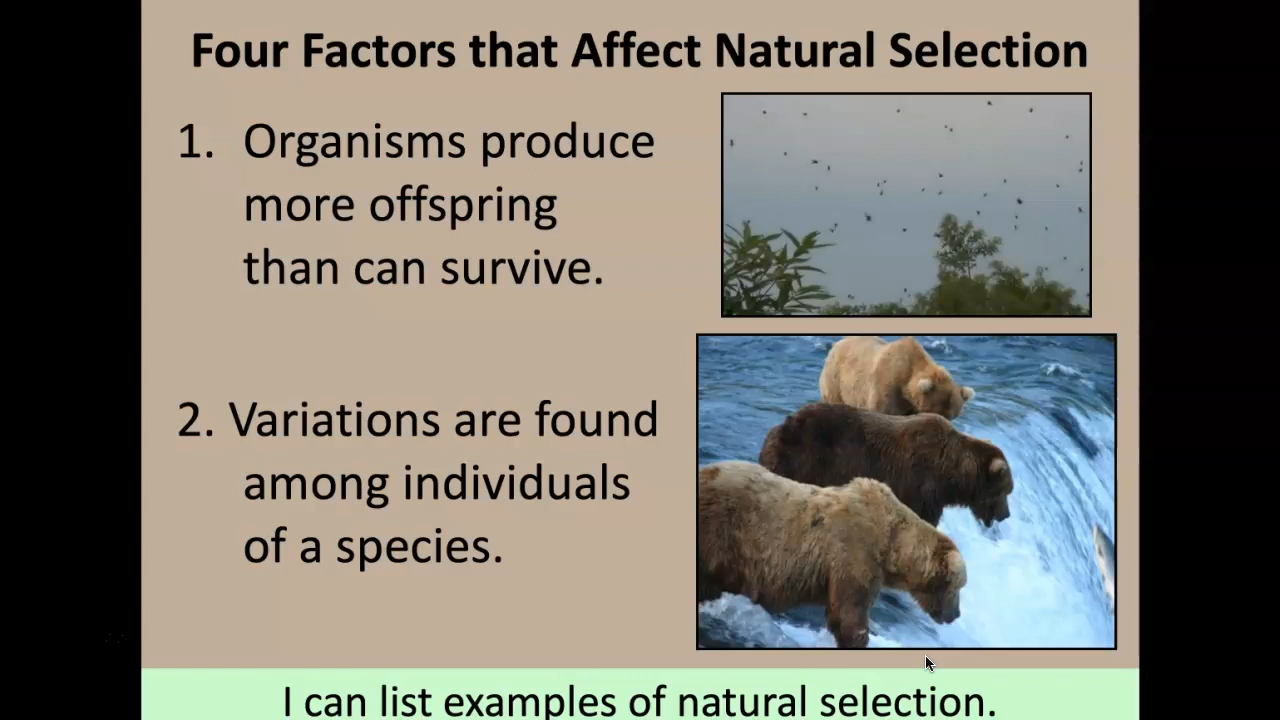 Four Factors that Affect Natural Selection
1. Organisms produce
more offspring
than can survive.
2. Variations are found
among individuals
of a species.
I can list examples of natural selection.